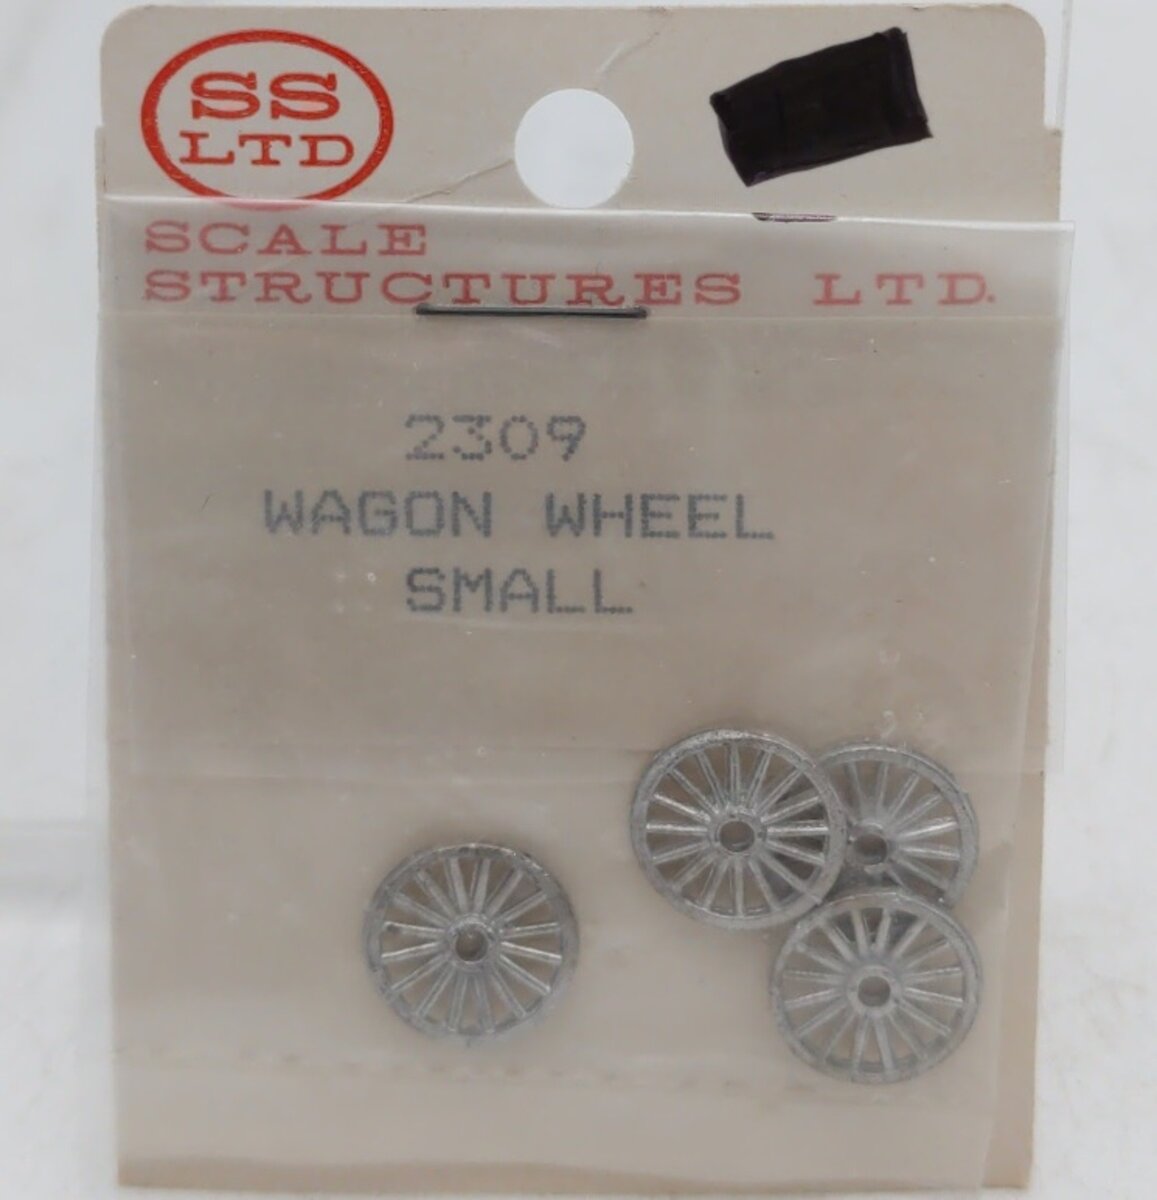 SS
LTD
SCALE
STRUCTURES LTD.
2309
WAGON WHEEL
SMALL